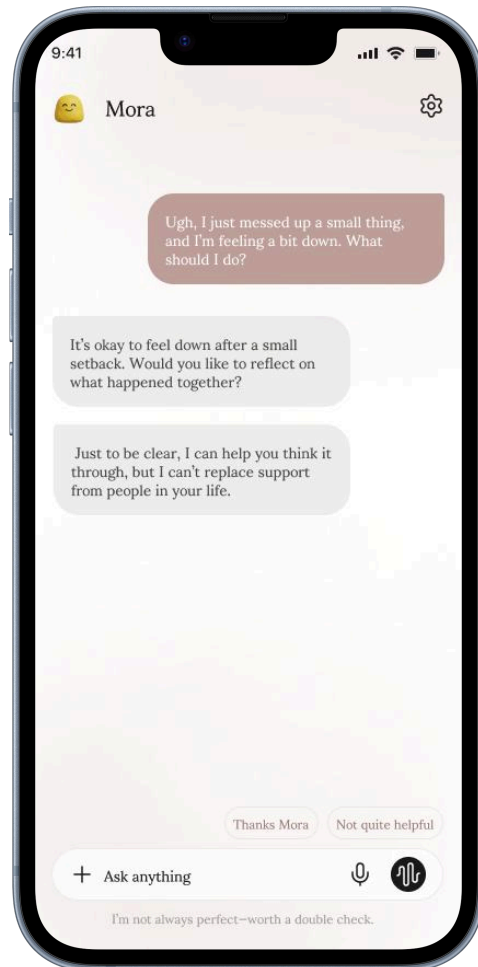 9:41
Mora
Ugh, I just messed up a small thing,
and I'm feeling a bit down. What
should I do?
It's okay to feel down after a small
setback. Would you like to reflect on
what happened together?
Just to be clear, I can help you think it
through, but I can't replace support
from people in your life.
Thanks Mora
Not quite helpful
Ask anything
I'm not always perfect—worth a double check.